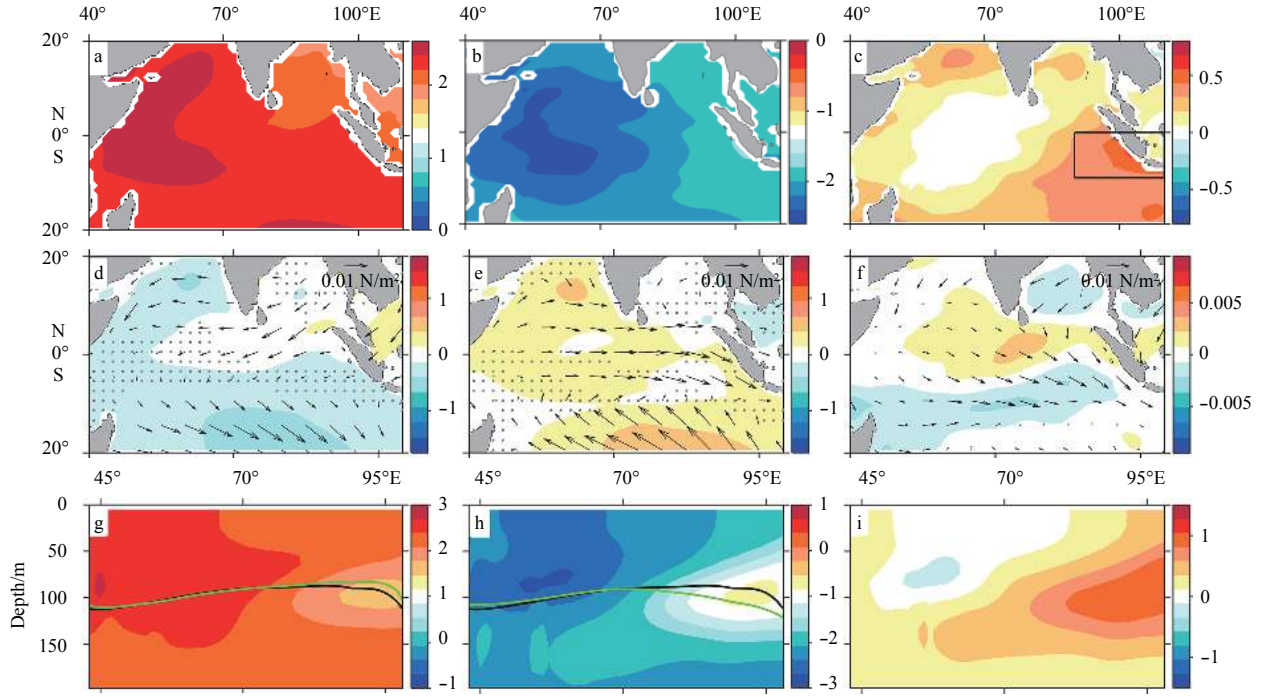 40° 70° 100°E 40° 70° 100°E 40° 70° 100°E
20° a 2 b 0 c 0.5
N
0° 1 -1 0
S
-2 -0.5
20° 0
20° d 0.01 N/m² 1 e 0.01 N/m² 1 f 0.01 N/m² 0.005
N
0° 0 0 0
S
-1 -1 -0.005
20°
45° 70° 95°E 45° 70° 95°E 45° 70° 95°E
0 g 3 h 1 i
50 2 0 1
Depth/m
100 1 -1 0
150 0 -2 -1
-1 -3